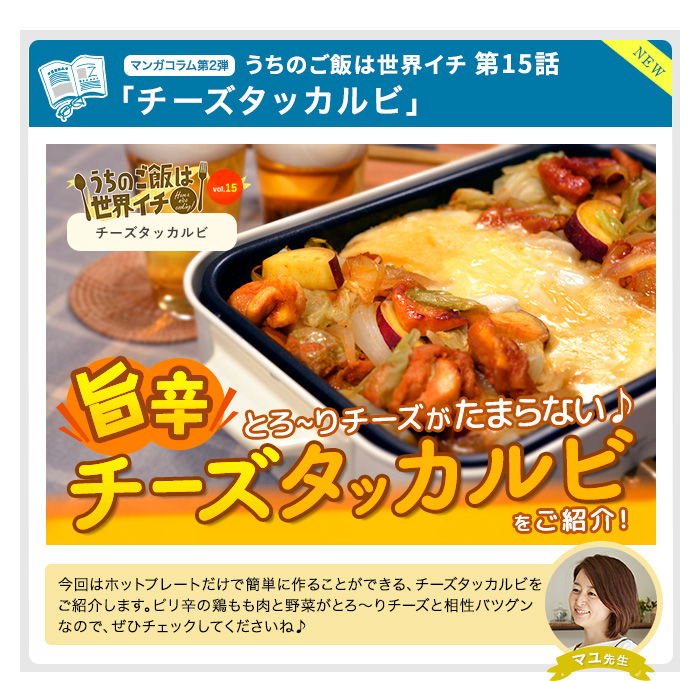 マンガコラム第2弾 うちのご飯は世界イチ 第15話
「チーズタッカルビ」
NEW
うちのご飯は
世界イチ
vol.15
チーズタッカルビ
旨辛
とろ～りチーズがたまらない♪
チーズタッカルビ
をご紹介!
今回はホットプレートだけで簡単に作ることができる、チーズタッカルビを
ご紹介します。ピリ辛の鶏もも肉と野菜がとろ～りチーズと相性バツグン
なので、ぜひチェックしてくださいね♪
マユ先生